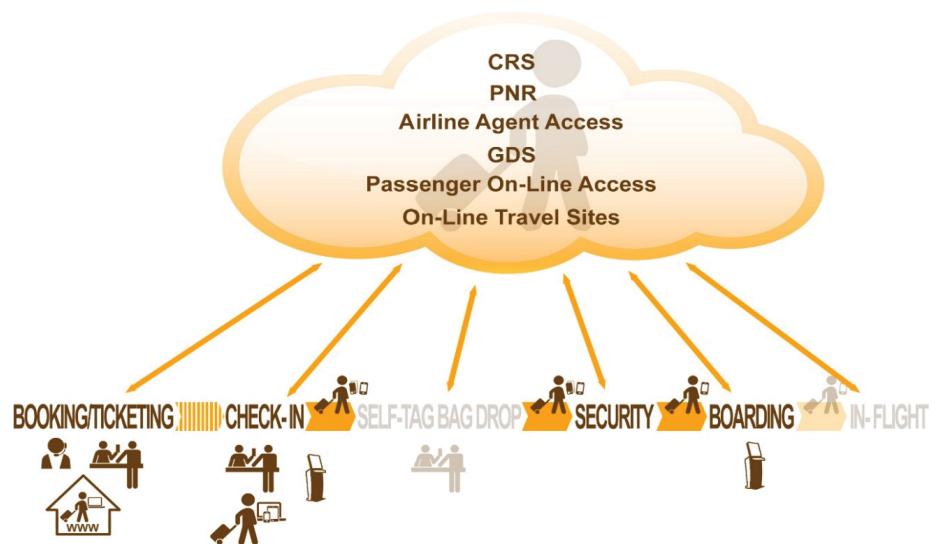 CRS
PNR
Airline Agent Access
GDS
Passenger On-Line Access
On-Line Travel Sites
BOOKING/TICKETING CHECK-IN SELF-TAG BAG DROP SECURITY BOARDING IN-FLIGHT
WWW